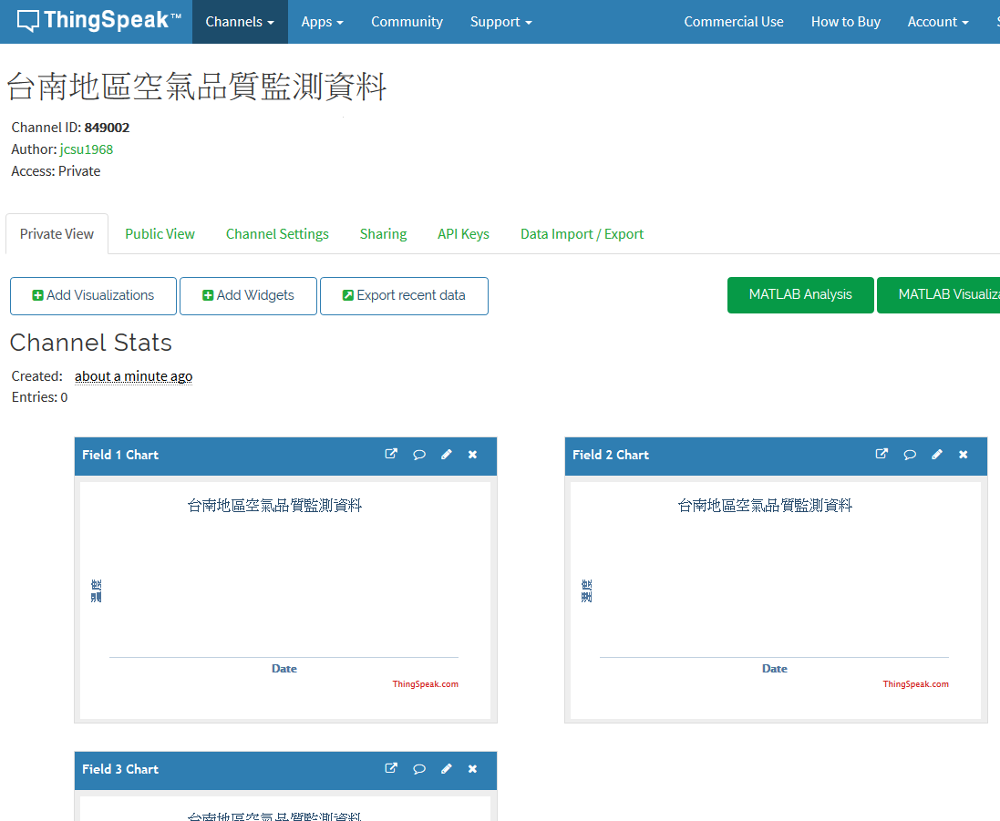 ThingSpeak™ Channels Apps Community Support Commercial Use How to Buy Account
台南地區空氣品質監測資料
Channel ID: 849002
Author: jcsu1968
Access: Private
Private View Public View Channel Settings Sharing API Keys Data Import / Export
Add Visualizations Add Widgets Export recent data MATLAB Analysis MATLAB Visualiza
Channel Stats
Created: about a minute ago
Entries: 0
Field 1 Chart
台南地區空氣品質監測資料
溫度
Date
ThingSpeak.com
Field 2 Chart
台南地區空氣品質監測資料
溼度
Date
ThingSpeak.com
Field 3 Chart
台南地區空氣品質監測資料